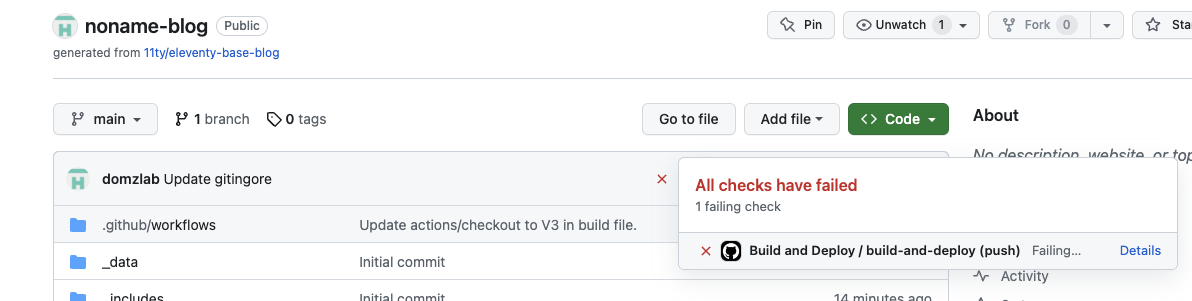 noname-blog Public
Pin
Unwatch 1
Fork 0
generated from 11ty/eleventy-base-blog
main
1 branch
0 tags
Go to file
Add file
Code
About
No description, website, or top
domzlab Update gitingore
All checks have failed
1 failing check
.github/workflows
Update actions/checkout to V3 in build file.
Build and Deploy / build-and-deploy (push) Failing… Details
_data
Initial commit
Activity
_includes
Initial commit
14 minutes ago